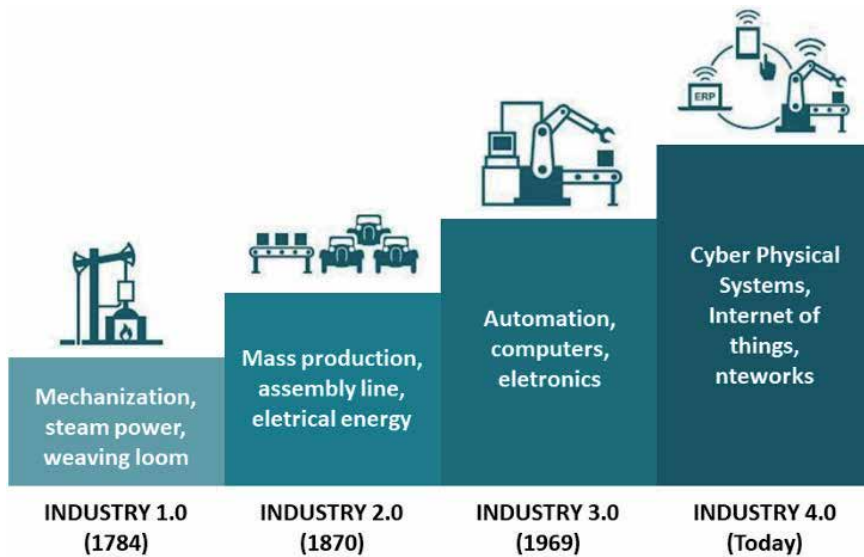 ERP
Mechanization,
steam power,
weaving loom
Mass production,
assembly line,
eletrical energy
Automation,
computers,
eletronics
Cyber Physical
Systems,
Internet of
things,
nteworks
INDUSTRY 1.0
(1784)
INDUSTRY 2.0
(1870)
INDUSTRY 3.0
(1969)
INDUSTRY 4.0
(Today)